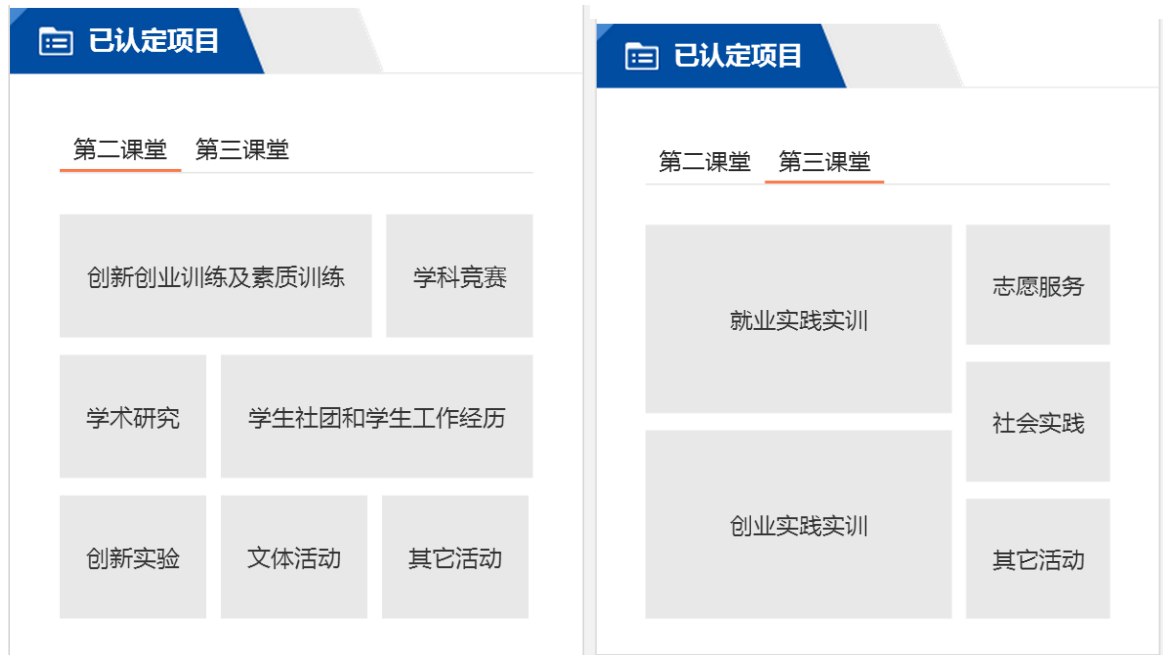 已认定项目
第二课堂 第三课堂
创新创业训练及素质训练 学科竞赛
学术研究 学生社团和学生工作经历
创新实验 文体活动 其它活动
已认定项目
第二课堂 第三课堂
就业实践实训
志愿服务
社会实践
创业实践实训
其它活动